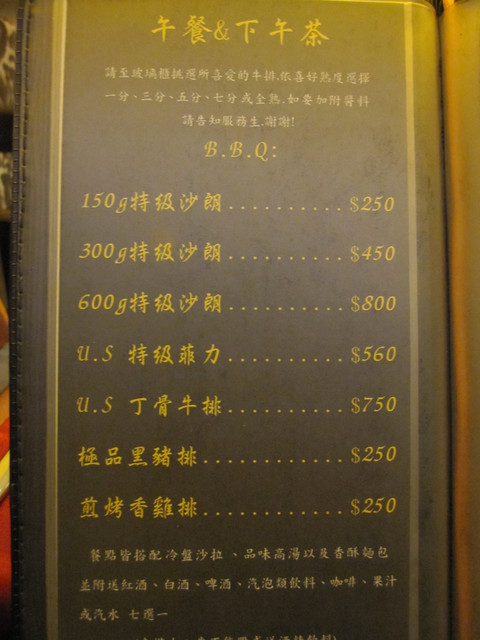 午餐&下午茶
請至玻璃櫃挑選所喜愛的牛排.依喜好熟度選擇
一分、三分、五分、七分或全熟.如要加附醬料
請告知服務生.謝謝!
B.B.Q:
150g特級沙朗..........$250
300g特級沙朗..........$450
600g特級沙朗..........$800
U.S 特級菲力..........$560
U.S 丁骨牛排..........$750
極品黑豬排............$250
煎烤香雞排............$250
餐點皆搭配冷盤沙拉、品味高湯以及香酥麵包
並附送紅酒、白酒、啤酒、汽泡類飲料、咖啡、果汁
或汽水 七選一